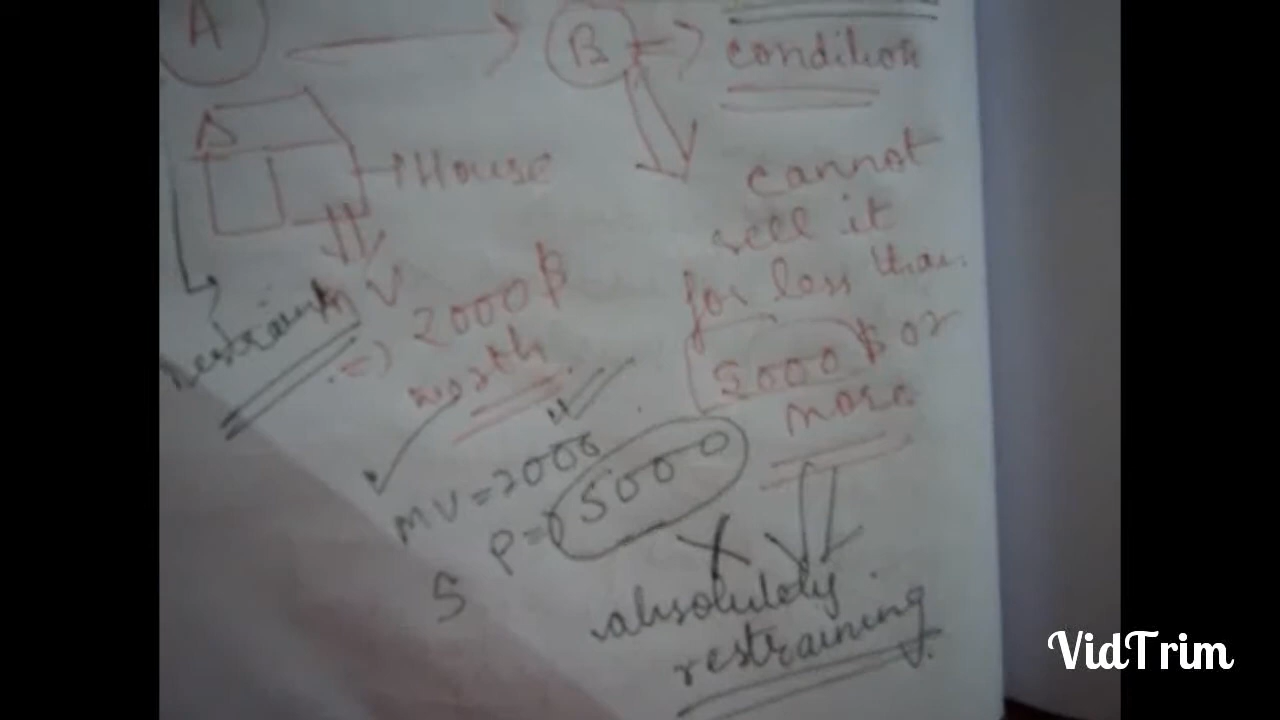 A
B => condition
House
cannot
sell it
for less than
5000 $ or
more
MV
=> 2000 $
worth
Restraint
MV = 2000
S P = 5000
absolutely
restraining
VidTrim